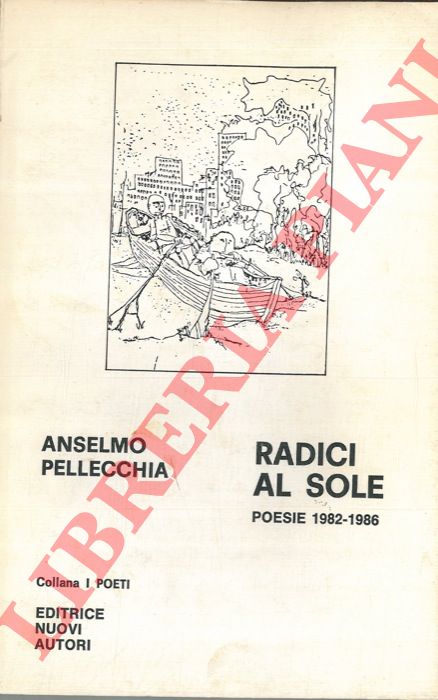 ANSELMO
PELLECCHIA
RADICI
AL SOLE
POESIE 1982-1986
Collana I POETI
EDITRICE
NUOVI
AUTORI
LIBRERIA PIANI